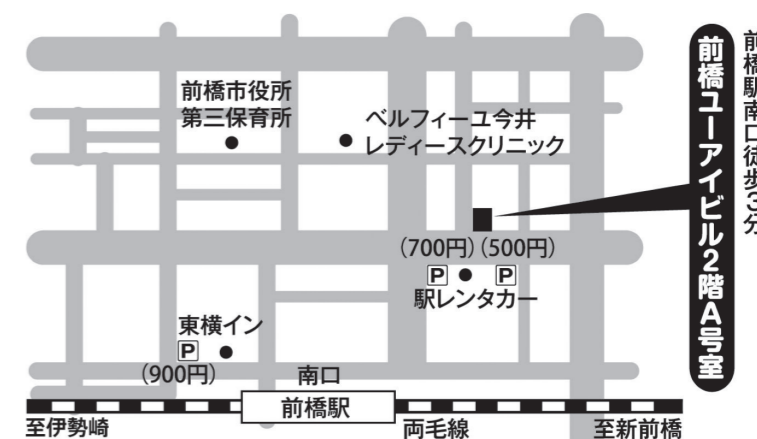 前橋駅南口徒歩3分
前橋ユーアイビル2階A号室
前橋市役所
第三保育所
ベルフィーユ今井
レディースクリニック
(700円)(500円)
P
P
駅レンタカー
東横イン
P
(900円)
南口
前橋駅
至伊勢崎
両毛線
至新前橋